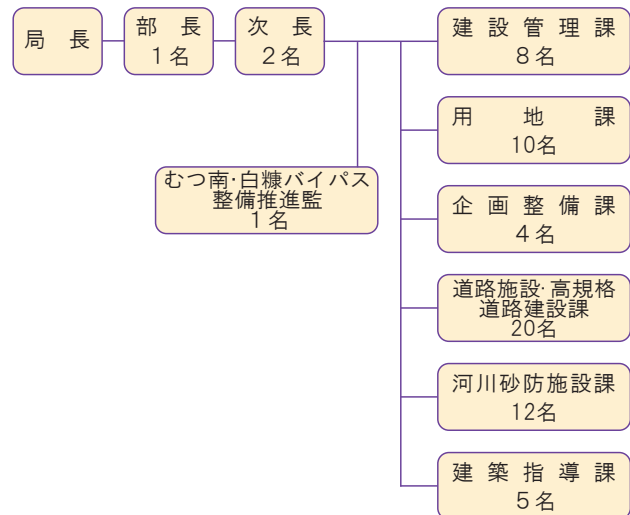 局長
部長
1名
次長
2名
むつ南･白糠バイパス
整備推進監
1名
建設管理課
8名
用地課
10名
企画整備課
4名
道路施設･高規格
道路建設課
20名
河川砂防施設課
12名
建築指導課
5名